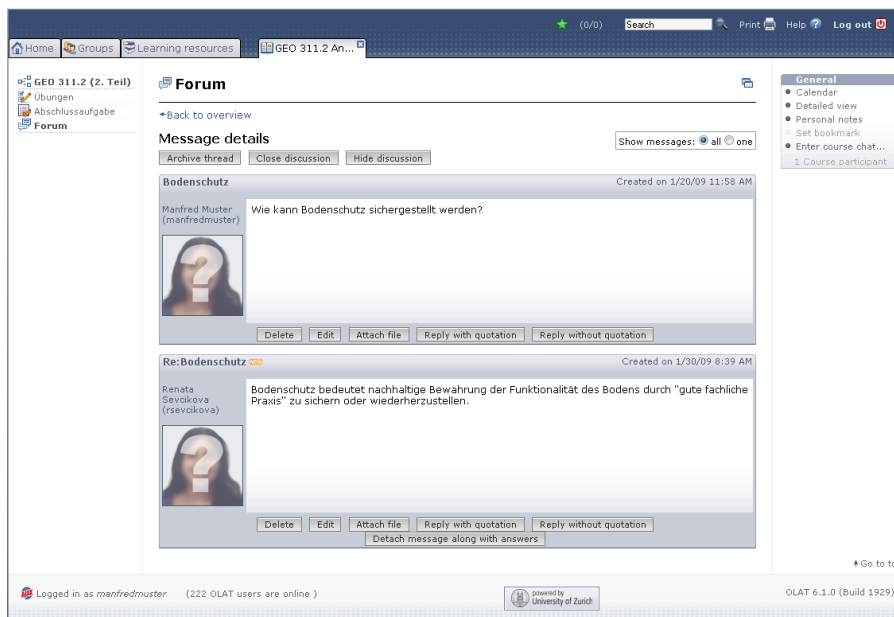 (0/0) Search Print Help Log out
Home Groups Learning resources GEO 311.2 An...
GEO 311.2 (2. Teil)
Übungen
Abschlussaufgabe
Forum
Forum
Back to overview
Message details
Show messages: all one
Archive thread Close discussion Hide discussion
Bodenschutz Created on 1/20/09 11:58 AM
Manfred Muster
(manfredmuster)
Wie kann Bodenschutz sichergestellt werden?
Delete Edit Attach file Reply with quotation Reply without quotation
Re:Bodenschutz Created on 1/30/09 8:39 AM
Renata
Sevcikova
(rsevcikova)
Bodenschutz bedeutet nachhaltige Bewahrung der Funktionalität des Bodens durch "gute fachliche
Praxis" zu sichern oder wiederherzustellen.
Delete Edit Attach file Reply with quotation Reply without quotation
Detach message along with answers
General
Calendar
Detailed view
Personal notes
Set bookmark
Enter course chat...
1 Course participant
Go to to
Logged in as manfredmuster (222 OLAT users are online )
powered by
University of Zurich
OLAT 6.1.0 (Build 1929)